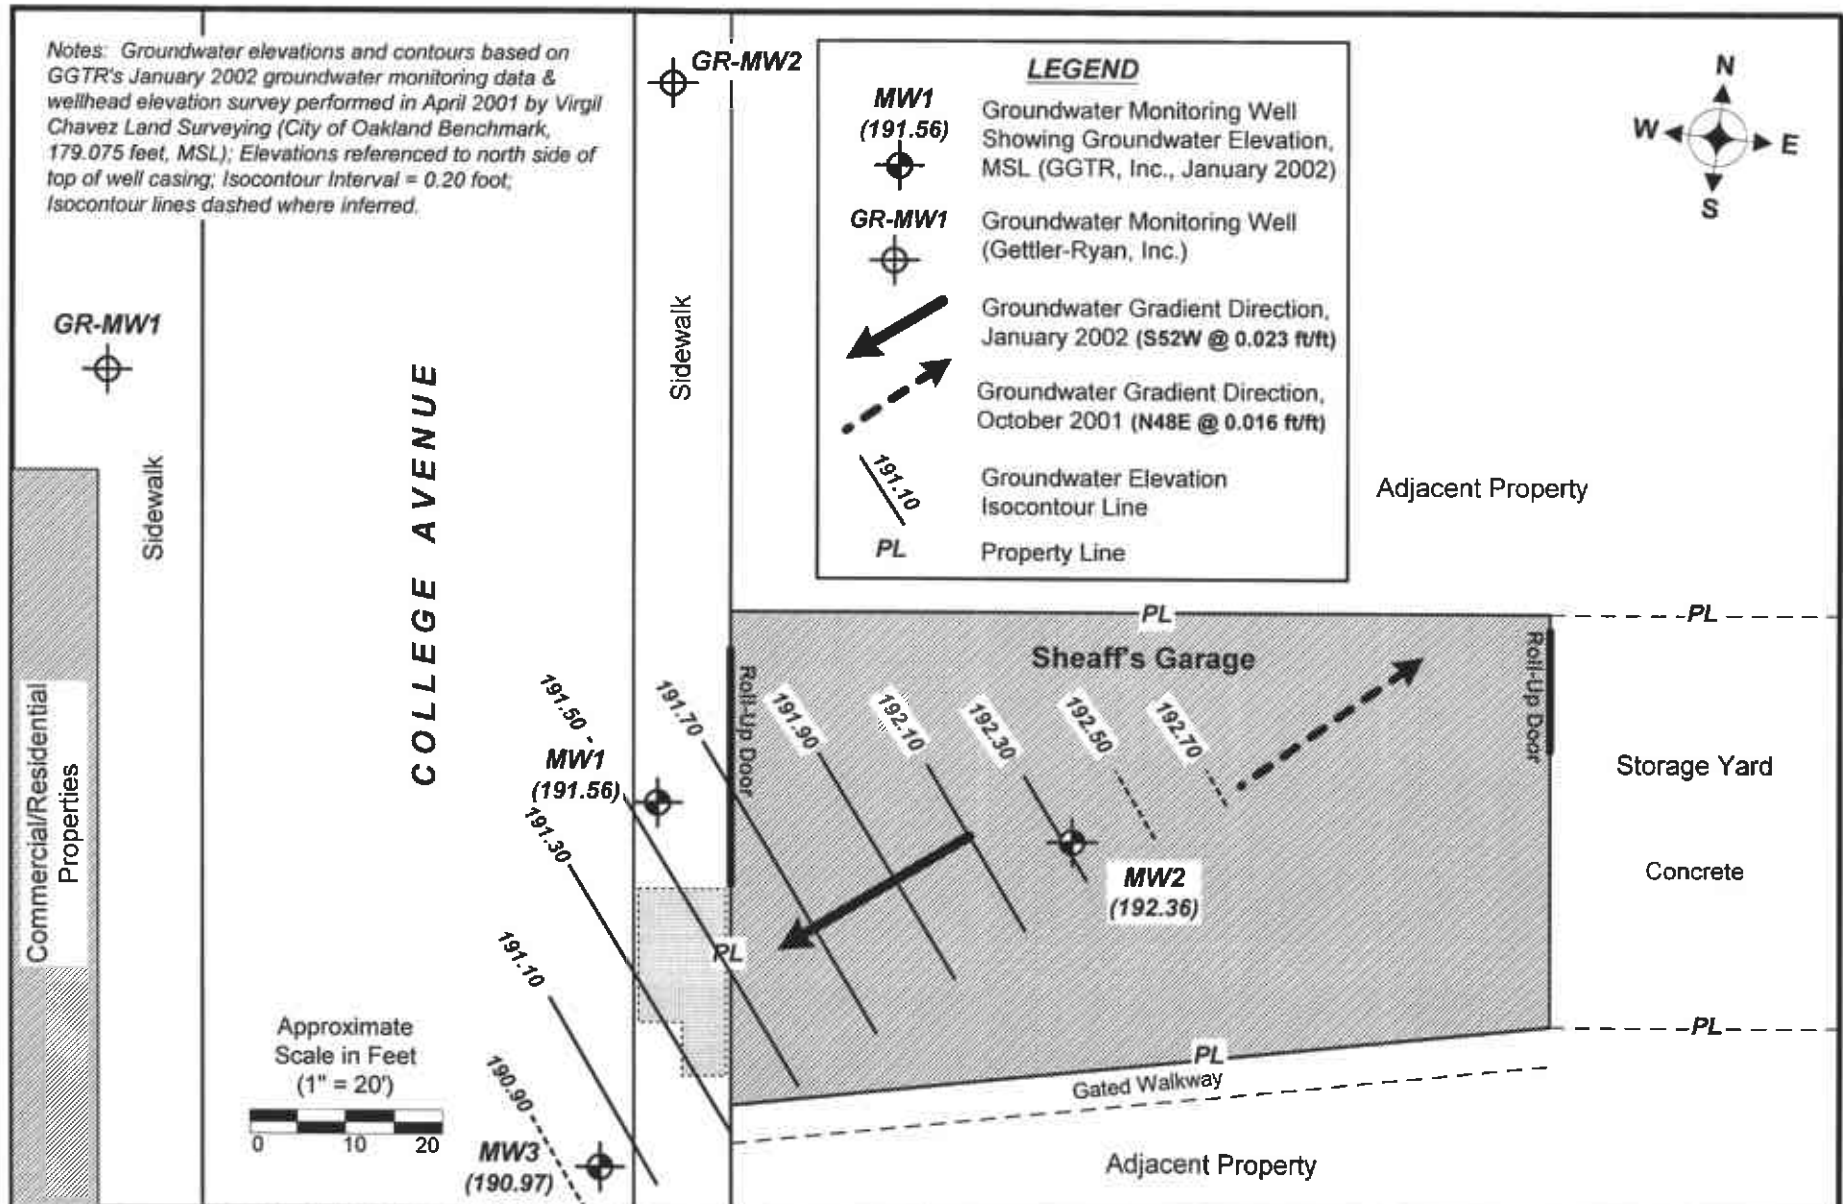 Notes: Groundwater elevations and contours based on
GGTR's January 2002 groundwater monitoring data &
wellhead elevation survey performed in April 2001 by Virgil
Chavez Land Surveying (City of Oakland Benchmark,
179.075 feet, MSL); Elevations referenced to north side of
top of well casing; Isocontour Interval = 0.20 foot;
Isocontour lines dashed where inferred.
GR-MW2
LEGEND
MW1
(191.56)
Groundwater Monitoring Well
Showing Groundwater Elevation,
MSL (GGTR, Inc., January 2002)
GR-MW1
Groundwater Monitoring Well
(Gettler-Ryan, Inc.)
Groundwater Gradient Direction,
January 2002 (S52W @ 0.023 ft/ft)
Groundwater Gradient Direction,
October 2001 (N48E @ 0.016 ft/ft)
191.10
Groundwater Elevation
Isocontour Line
PL
Property Line
N
W
E
S
GR-MW1
Sidewalk
COLLEGE AVENUE
Sidewalk
Adjacent Property
Commercial/Residential
Properties
PL
PL
Sheaff's Garage
Roll-Up Door
Roll-Up Door
191.50
191.70
191.90
192.10
192.30
192.50
192.70
MW1
(191.56)
191.30
Storage Yard
MW2
(192.36)
Concrete
PL
191.10
Approximate
Scale in Feet
(1" = 20')
0
10
20
190.90
PL
PL
Gated Walkway
MW3
(190.97)
Adjacent Property